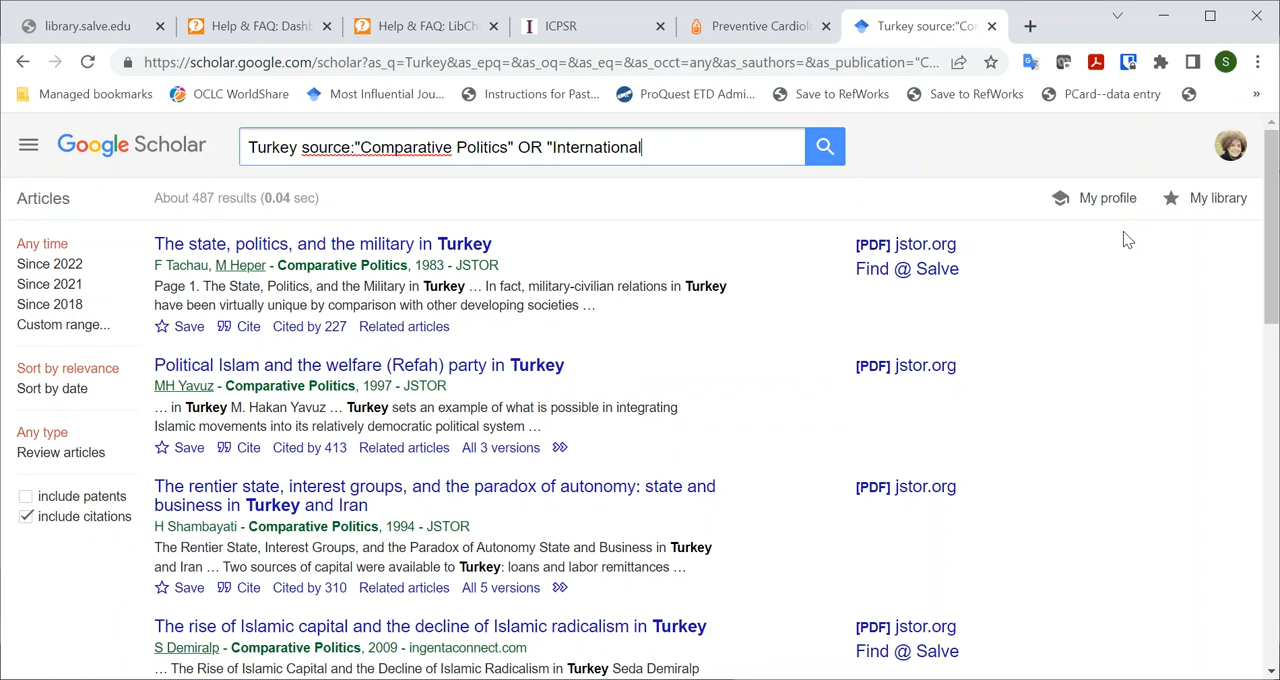 library.salve.edu
Help & FAQ: Dashb
Help & FAQ: LibCh
ICPSR
Preventive Cardiolo
Turkey source:"Com
https://scholar.google.com/scholar?as_q=Turkey&as_epq=&as_oq=&as_eq=&as_occt=any&as_sauthors=&as_publication="C...
S
Managed bookmarks
OCLC WorldShare
Most Influential Jou...
Instructions for Past...
ProQuest ETD Admi...
Save to RefWorks
Save to RefWorks
PCard--data entry
»
Google Scholar
Turkey source:"Comparative Politics" OR "International
Articles
About 487 results (0.04 sec)
My profile
My library
Any time
Since 2022
Since 2021
Since 2018
Custom range...
Sort by relevance
Sort by date
Any type
Review articles
include patents
include citations
The state, politics, and the military in Turkey
F Tachau, M Heper - Comparative Politics, 1983 - JSTOR
Page 1. The State, Politics, and the Military in Turkey … In fact, military-civilian relations in Turkey
have been virtually unique by comparison with other developing societies …
Save Cite Cited by 227 Related articles
[PDF] jstor.org
Find @ Salve
Political Islam and the welfare (Refah) party in Turkey
MH Yavuz - Comparative Politics, 1997 - JSTOR
… in Turkey M. Hakan Yavuz … Turkey sets an example of what is possible in integrating
Islamic movements into its relatively democratic political system …
Save Cite Cited by 413 Related articles All 3 versions
[PDF] jstor.org
The rentier state, interest groups, and the paradox of autonomy: state and
business in Turkey and Iran
H Shambayati - Comparative Politics, 1994 - JSTOR
The Rentier State, Interest Groups, and the Paradox of Autonomy State and Business in Turkey
and Iran … Two sources of capital were available to Turkey: loans and labor remittances …
Save Cite Cited by 310 Related articles All 5 versions
[PDF] jstor.org
The rise of Islamic capital and the decline of Islamic radicalism in Turkey
S Demiralp - Comparative Politics, 2009 - ingentaconnect.com
… The Rise of Islamic Capital and the Decline of Islamic Radicalism in Turkey Seda Demiralp
[PDF] jstor.org
Find @ Salve